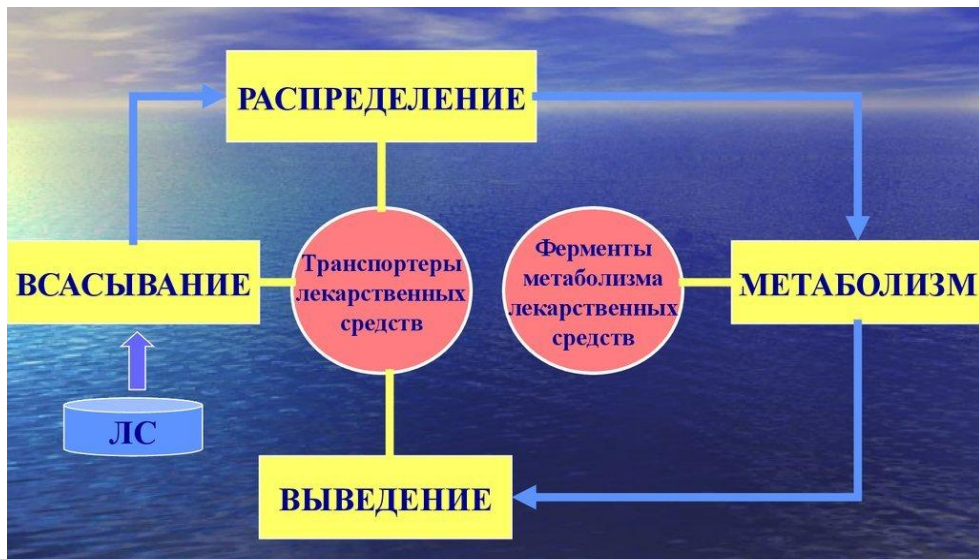 РАСПРЕДЕЛЕНИЕ
ВСАСЫВАНИЕ
Транспортеры
лекарственных
средств
Ферменты
метаболизма
лекарственных
средств
МЕТАБОЛИЗМ
ЛС
ВЫВЕДЕНИЕ